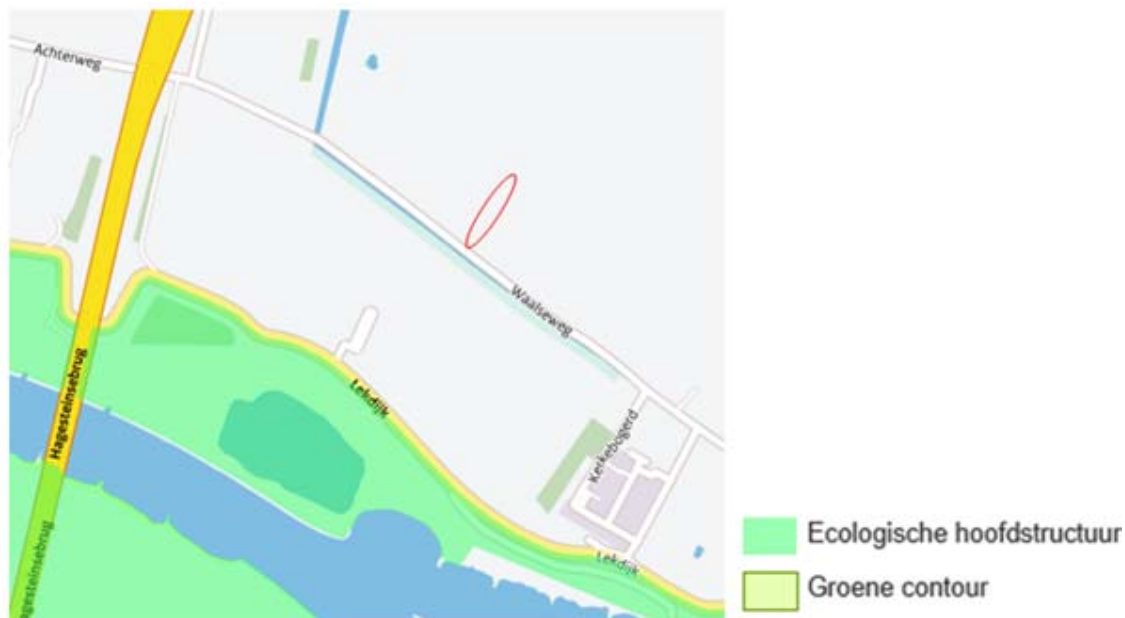 Achterweg
Waalseweg
Hagesteinsebrug
Lekdijk
Kerkebogerd
Hagesteinsebrug
Lekdijk
Ecologische hoofdstructuur
Groene contour